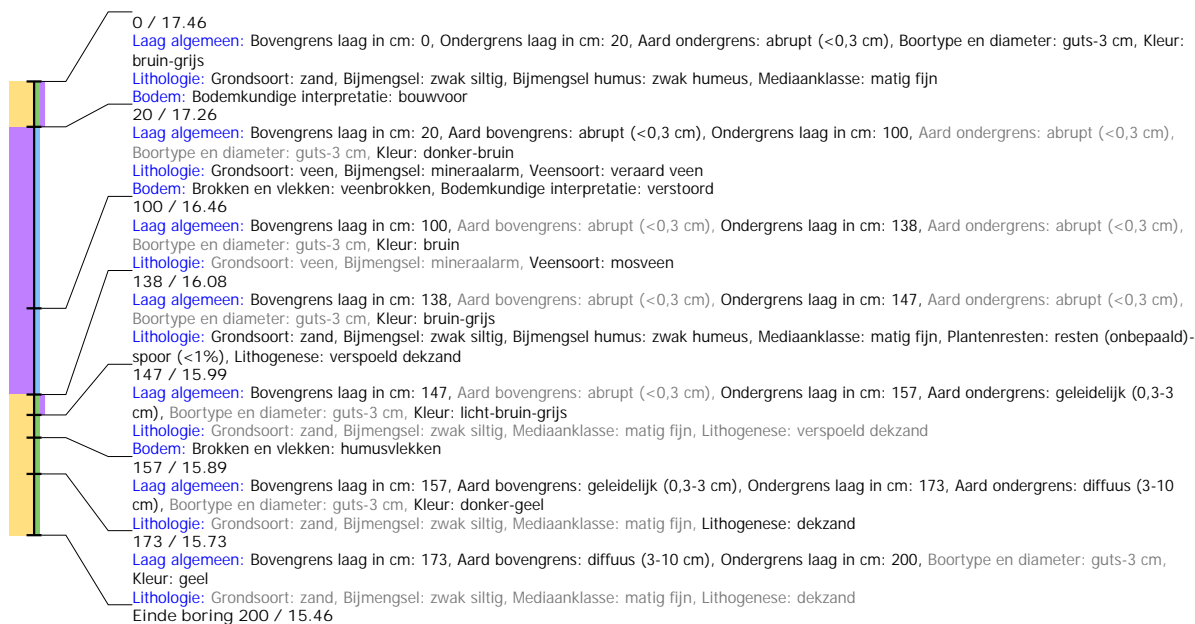 0 / 17.46
Laag algemeen: Bovengrens laag in cm: 0, Ondergrens laag in cm: 20, Aard ondergrens: abrupt (<0,3 cm), Boortype en diameter: guts-3 cm, Kleur:
bruin-grijs
Lithologie: Grondsoort: zand, Bijmengsel: zwak siltig, Bijmengsel humus: zwak humeus, Mediaanklasse: matig fijn
Bodem: Bodemkundige interpretatie: bouwvoor
20 / 17.26
Laag algemeen: Bovengrens laag in cm: 20, Aard bovengrens: abrupt (<0,3 cm), Ondergrens laag in cm: 100, Aard ondergrens: abrupt (<0,3 cm),
Boortype en diameter: guts-3 cm, Kleur: donker-bruin
Lithologie: Grondsoort: veen, Bijmengsel: mineraalarm, Veensoort: veraard veen
Bodem: Brokken en vlekken: veenbrokken, Bodemkundige interpretatie: verstoord
100 / 16.46
Laag algemeen: Bovengrens laag in cm: 100, Aard bovengrens: abrupt (<0,3 cm), Ondergrens laag in cm: 138, Aard ondergrens: abrupt (<0,3 cm),
Boortype en diameter: guts-3 cm, Kleur: bruin
Lithologie: Grondsoort: veen, Bijmengsel: mineraalarm, Veensoort: mosveen
138 / 16.08
Laag algemeen: Bovengrens laag in cm: 138, Aard bovengrens: abrupt (<0,3 cm), Ondergrens laag in cm: 147, Aard ondergrens: abrupt (<0,3 cm),
Boortype en diameter: guts-3 cm, Kleur: bruin-grijs
Lithologie: Grondsoort: zand, Bijmengsel: zwak siltig, Bijmengsel humus: zwak humeus, Mediaanklasse: matig fijn, Plantenresten: resten (onbepaald)-
spoor (<1%), Lithogenese: verspoeld dekzand
147 / 15.99
Laag algemeen: Bovengrens laag in cm: 147, Aard bovengrens: abrupt (<0,3 cm), Ondergrens laag in cm: 157, Aard ondergrens: geleidelijk (0,3-3
cm), Boortype en diameter: guts-3 cm, Kleur: licht-bruin-grijs
Lithologie: Grondsoort: zand, Bijmengsel: zwak siltig, Mediaanklasse: matig fijn, Lithogenese: verspoeld dekzand
Bodem: Brokken en vlekken: humusvlekken
157 / 15.89
Laag algemeen: Bovengrens laag in cm: 157, Aard bovengrens: geleidelijk (0,3-3 cm), Ondergrens laag in cm: 173, Aard ondergrens: diffuus (3-10
cm), Boortype en diameter: guts-3 cm, Kleur: donker-geel
Lithologie: Grondsoort: zand, Bijmengsel: zwak siltig, Mediaanklasse: matig fijn, Lithogenese: dekzand
173 / 15.73
Laag algemeen: Bovengrens laag in cm: 173, Aard bovengrens: diffuus (3-10 cm), Ondergrens laag in cm: 200, Boortype en diameter: guts-3 cm,
Kleur: geel
Lithologie: Grondsoort: zand, Bijmengsel: zwak siltig, Mediaanklasse: matig fijn, Lithogenese: dekzand
Einde boring 200 / 15.46